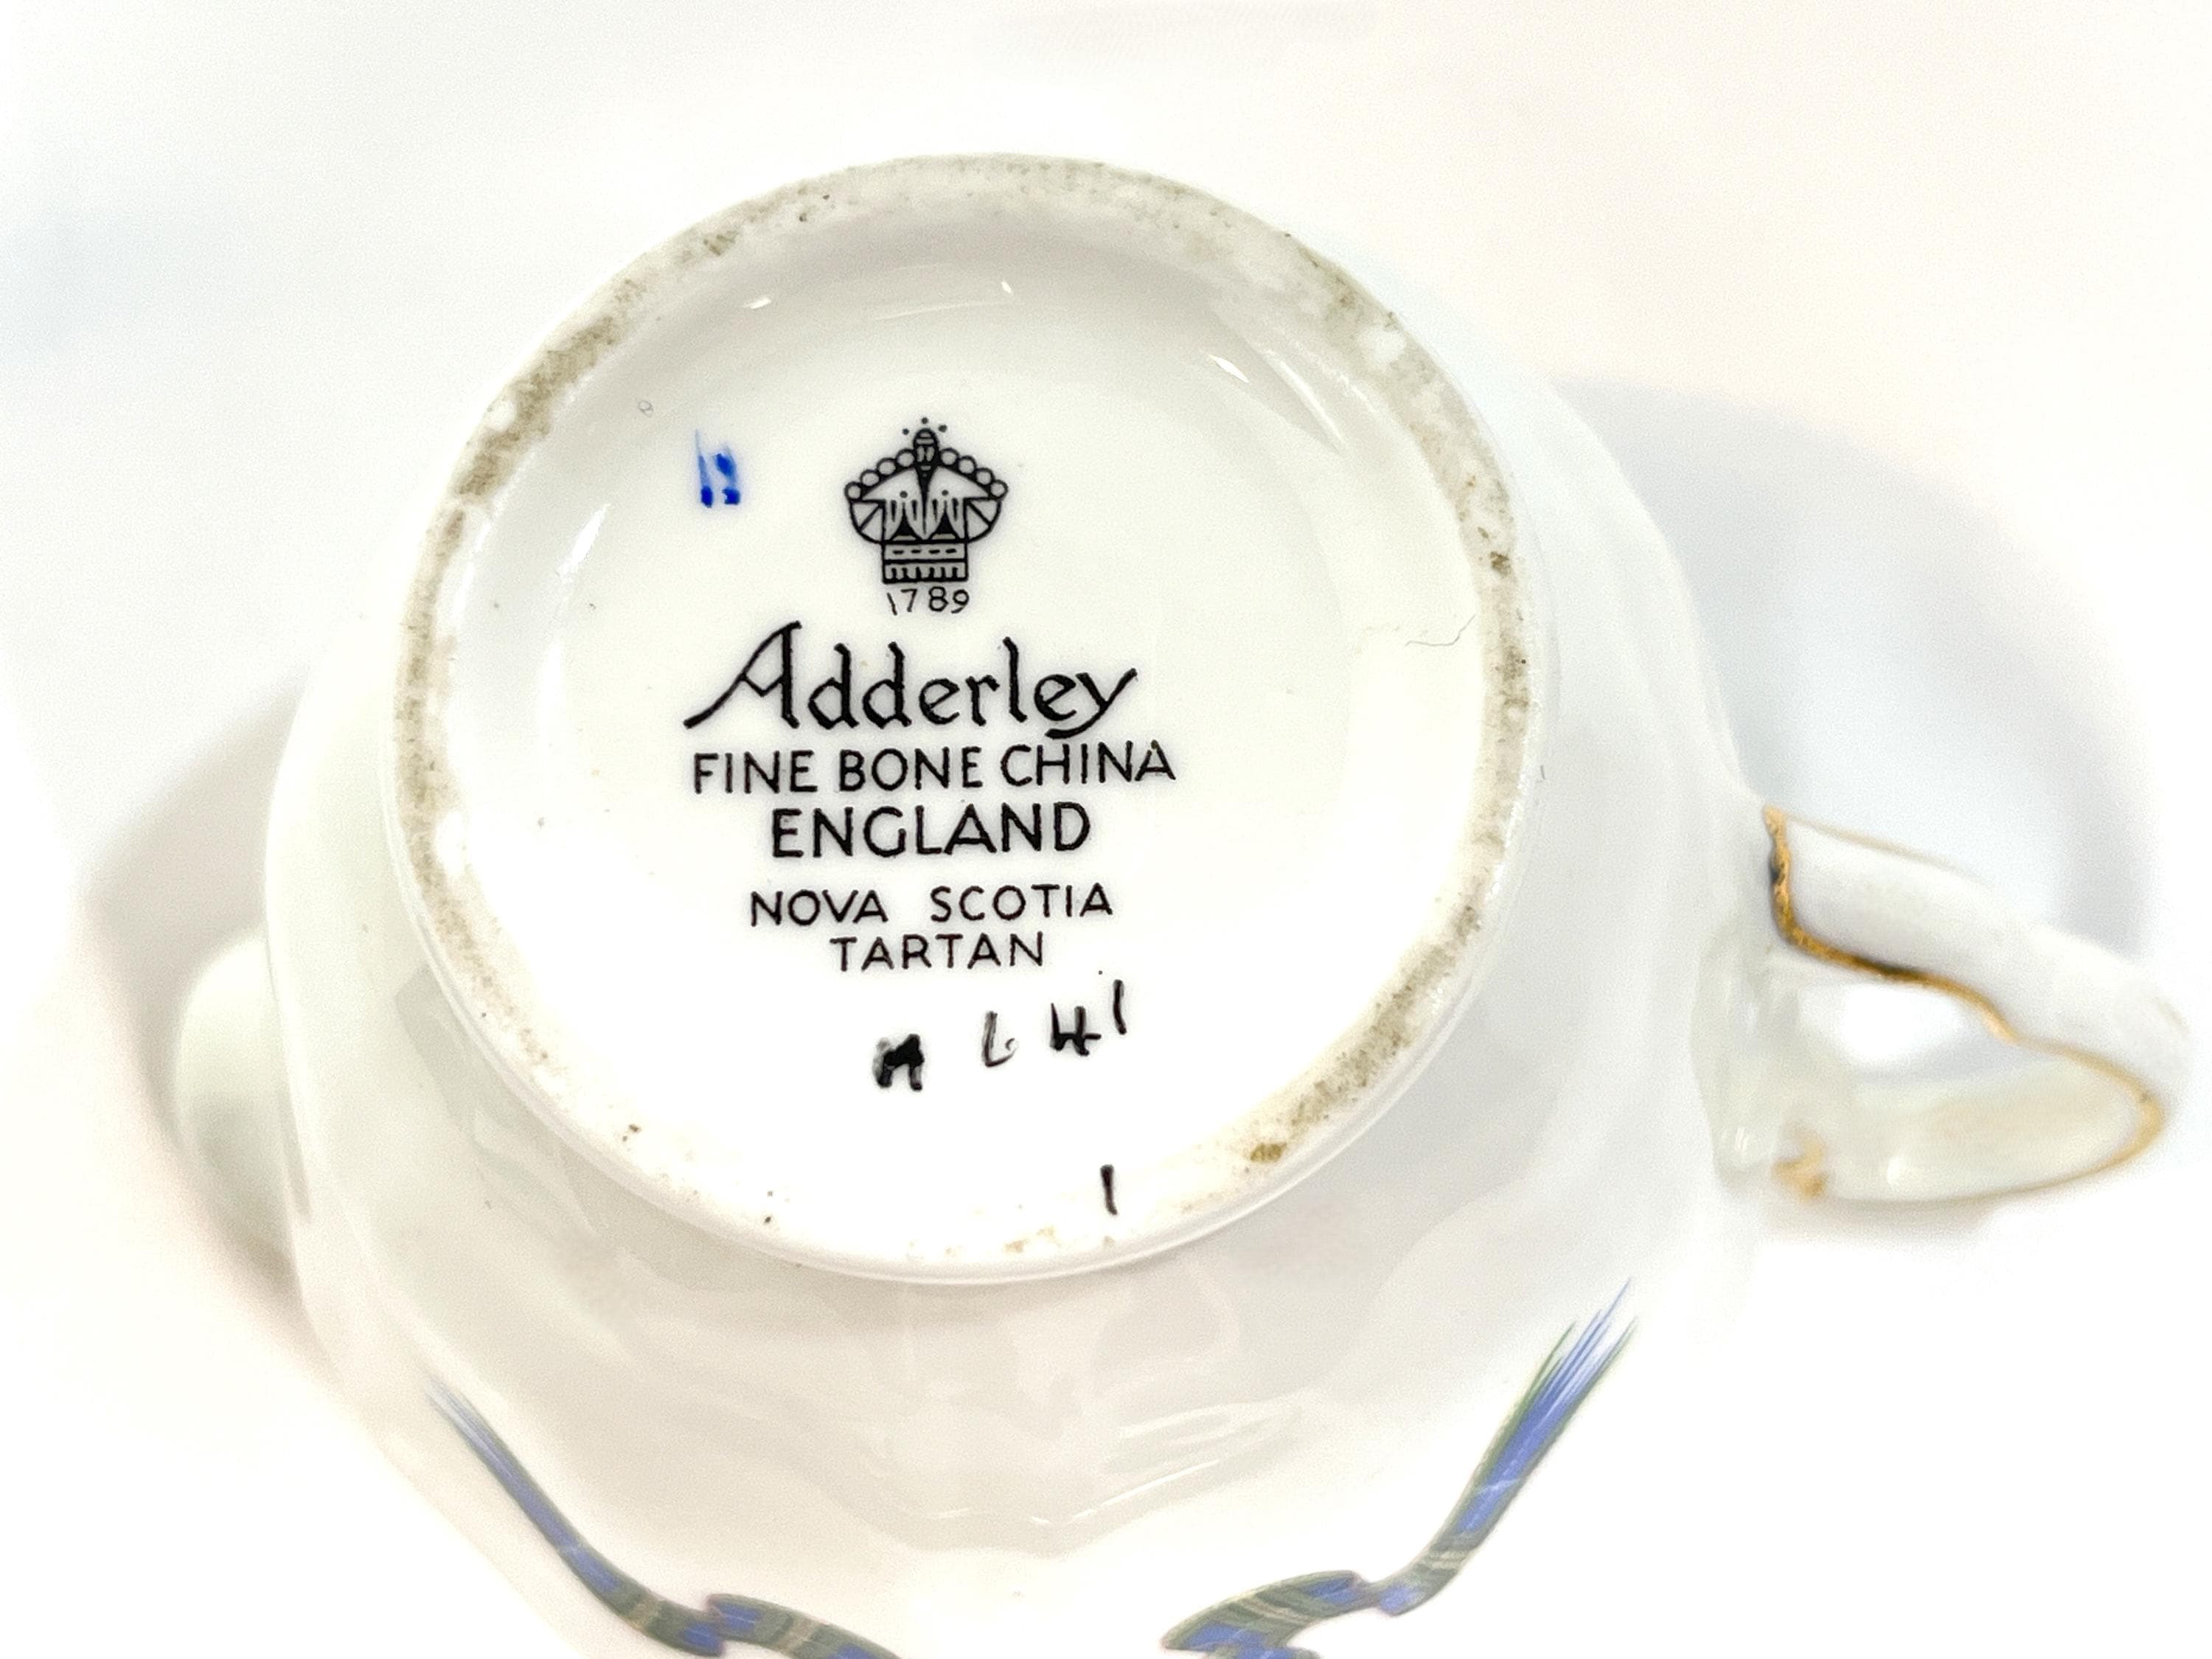 1789
Adderley
FINE BONE CHINA
ENGLAND
NOVA SCOTIA
TARTAN